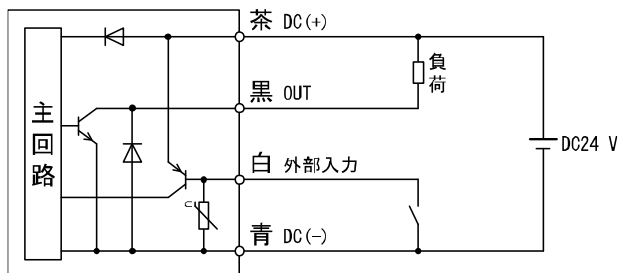 茶 DC(+)
負荷
黒 OUT
主回路
DC24 V
白 外部入力
青 DC(-)